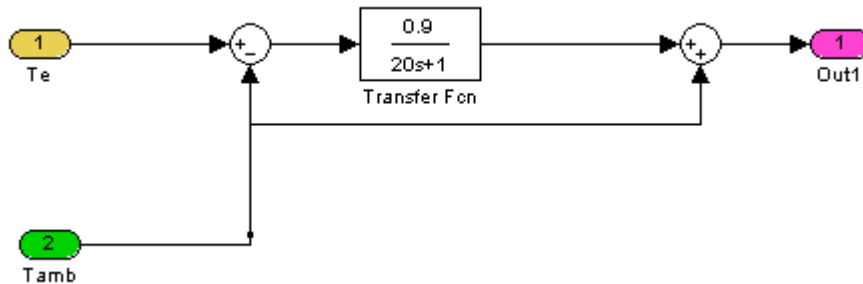 1
Te
+
−
0.9
20s+1
Transfer Fcn
+
+
1
Out1
2
Tamb